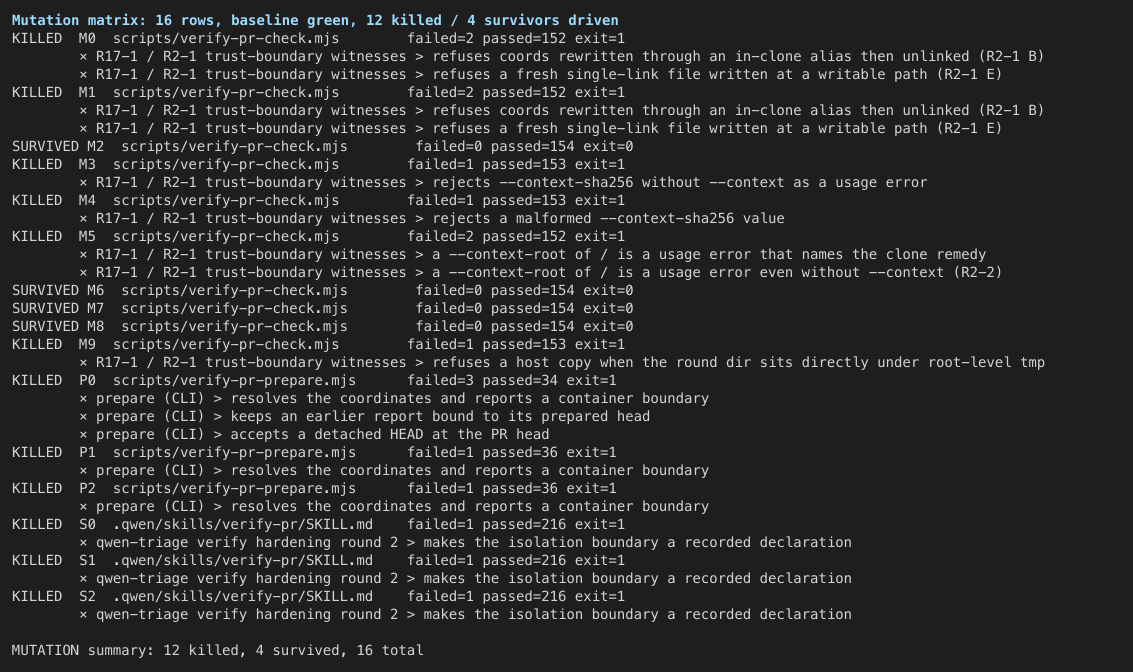 Mutation matrix: 16 rows, baseline green, 12 killed / 4 survivors driven
KILLED  M0  scripts/verify-pr-check.mjs        failed=2 passed=152 exit=1
        × R17-1 / R2-1 trust-boundary witnesses > refuses coords rewritten through an in-clone alias then unlinked (R2-1 B)
        × R17-1 / R2-1 trust-boundary witnesses > refuses a fresh single-link file written at a writable path (R2-1 E)
KILLED  M1  scripts/verify-pr-check.mjs        failed=2 passed=152 exit=1
        × R17-1 / R2-1 trust-boundary witnesses > refuses coords rewritten through an in-clone alias then unlinked (R2-1 B)
        × R17-1 / R2-1 trust-boundary witnesses > refuses a fresh single-link file written at a writable path (R2-1 E)
SURVIVED M2  scripts/verify-pr-check.mjs        failed=0 passed=154 exit=0
KILLED  M3  scripts/verify-pr-check.mjs        failed=1 passed=153 exit=1
        × R17-1 / R2-1 trust-boundary witnesses > rejects --context-sha256 without --context as a usage error
KILLED  M4  scripts/verify-pr-check.mjs        failed=1 passed=153 exit=1
        × R17-1 / R2-1 trust-boundary witnesses > rejects a malformed --context-sha256 value
KILLED  M5  scripts/verify-pr-check.mjs        failed=2 passed=152 exit=1
        × R17-1 / R2-1 trust-boundary witnesses > a --context-root of / is a usage error that names the clone remedy
        × R17-1 / R2-1 trust-boundary witnesses > a --context-root of / is a usage error even without --context (R2-2)
SURVIVED M6  scripts/verify-pr-check.mjs        failed=0 passed=154 exit=0
SURVIVED M7  scripts/verify-pr-check.mjs        failed=0 passed=154 exit=0
SURVIVED M8  scripts/verify-pr-check.mjs        failed=0 passed=154 exit=0
KILLED  M9  scripts/verify-pr-check.mjs        failed=1 passed=153 exit=1
        × R17-1 / R2-1 trust-boundary witnesses > refuses a host copy when the round dir sits directly under root-level tmp
KILLED  P0  scripts/verify-pr-prepare.mjs      failed=3 passed=34 exit=1
        × prepare (CLI) > resolves the coordinates and reports a container boundary
        × prepare (CLI) > keeps an earlier report bound to its prepared head
        × prepare (CLI) > accepts a detached HEAD at the PR head
KILLED  P1  scripts/verify-pr-prepare.mjs      failed=1 passed=36 exit=1
        × prepare (CLI) > resolves the coordinates and reports a container boundary
KILLED  P2  scripts/verify-pr-prepare.mjs      failed=1 passed=36 exit=1
        × prepare (CLI) > resolves the coordinates and reports a container boundary
KILLED  S0  .qwen/skills/verify-pr/SKILL.md    failed=1 passed=216 exit=1
        × qwen-triage verify hardening round 2 > makes the isolation boundary a recorded declaration
KILLED  S1  .qwen/skills/verify-pr/SKILL.md    failed=1 passed=216 exit=1
        × qwen-triage verify hardening round 2 > makes the isolation boundary a recorded declaration
KILLED  S2  .qwen/skills/verify-pr/SKILL.md    failed=1 passed=216 exit=1
        × qwen-triage verify hardening round 2 > makes the isolation boundary a recorded declaration
MUTATION summary: 12 killed, 4 survived, 16 total